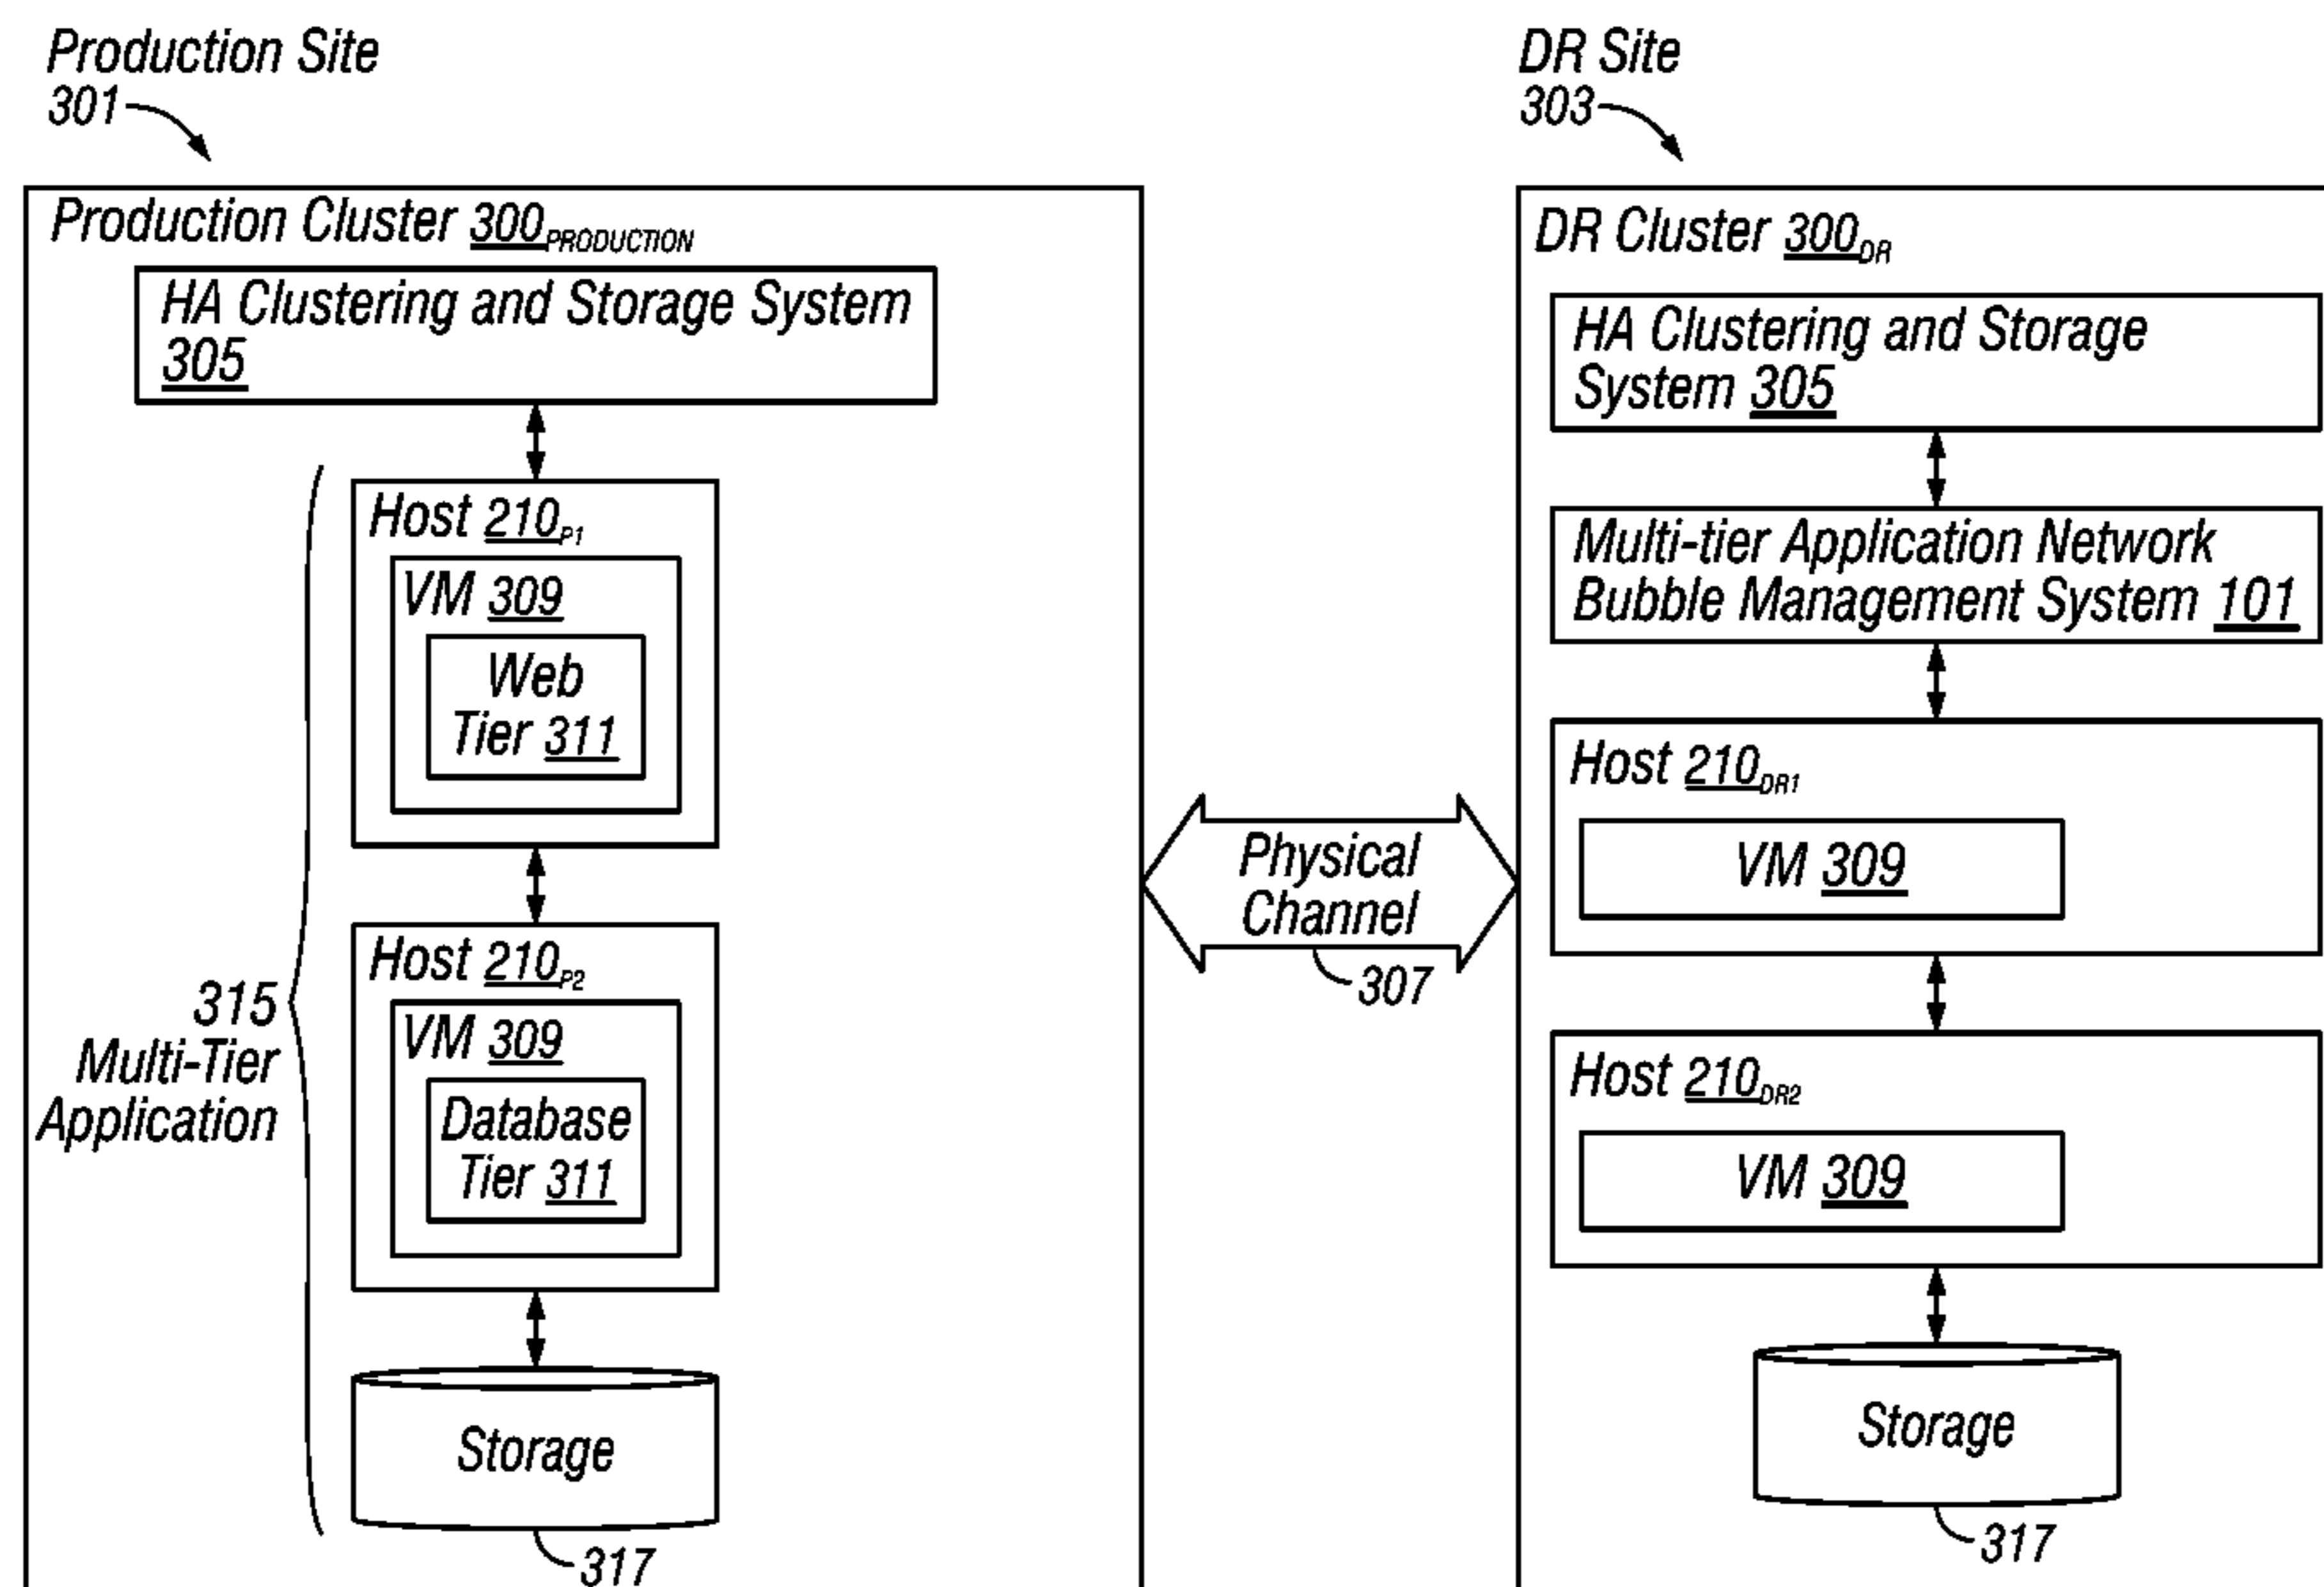 Production Site
301
Production Cluster 300PRODUCTION
HA Clustering and Storage System
305
Host 210P1
VM 309
Web
Tier 311
315
Multi-Tier
Application
Host 210P2
VM 309
Database
Tier 311
Storage
317
Physical
Channel
307
DR Site
303
DR Cluster 300DR
HA Clustering and Storage
System 305
Multi-tier Application Network
Bubble Management System 101
Host 210DR1
VM 309
Host 210DR2
VM 309
Storage
317